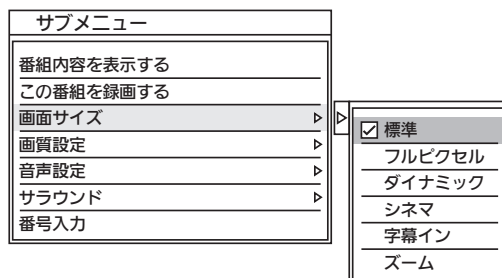 サブメニュー
番組内容を表示する
この番組を録画する
画面サイズ
画質設定
音声設定
サラウンド
番号入力
標準
フルピクセル
ダイナミック
シネマ
字幕イン
ズーム